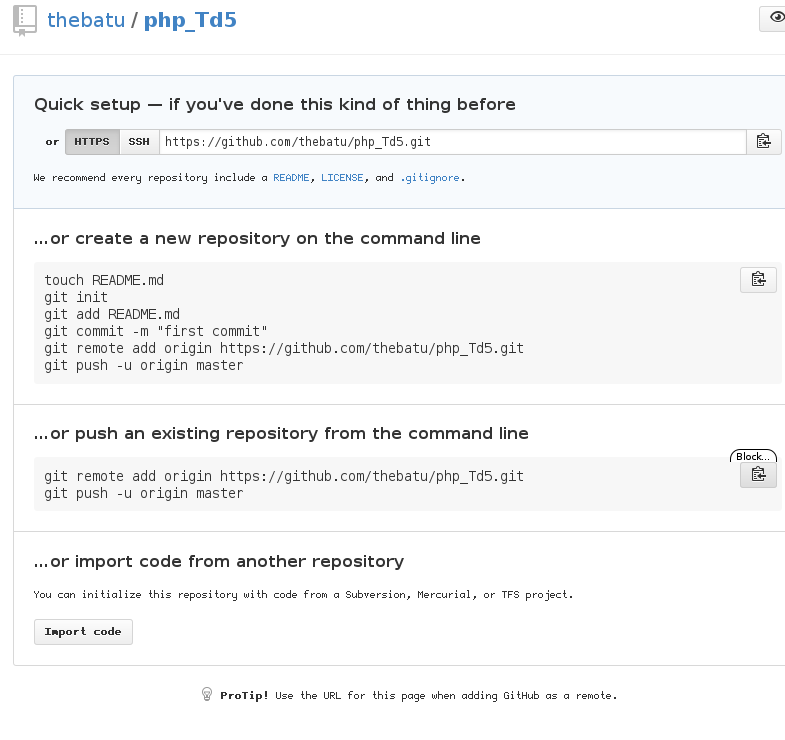 thebatu / php_Td5
Quick setup — if you've done this kind of thing before
or HTTPS SSH https://github.com/thebatu/php_Td5.git
We recommend every repository include a README, LICENSE, and .gitignore.
...or create a new repository on the command line
touch README.md
git init
git add README.md
git commit -m "first commit"
git remote add origin https://github.com/thebatu/php_Td5.git
git push -u origin master
...or push an existing repository from the command line
Block...
git remote add origin https://github.com/thebatu/php_Td5.git
git push -u origin master
...or import code from another repository
You can initialize this repository with code from a Subversion, Mercurial, or TFS project.
Import code
ProTip! Use the URL for this page when adding GitHub as a remote.